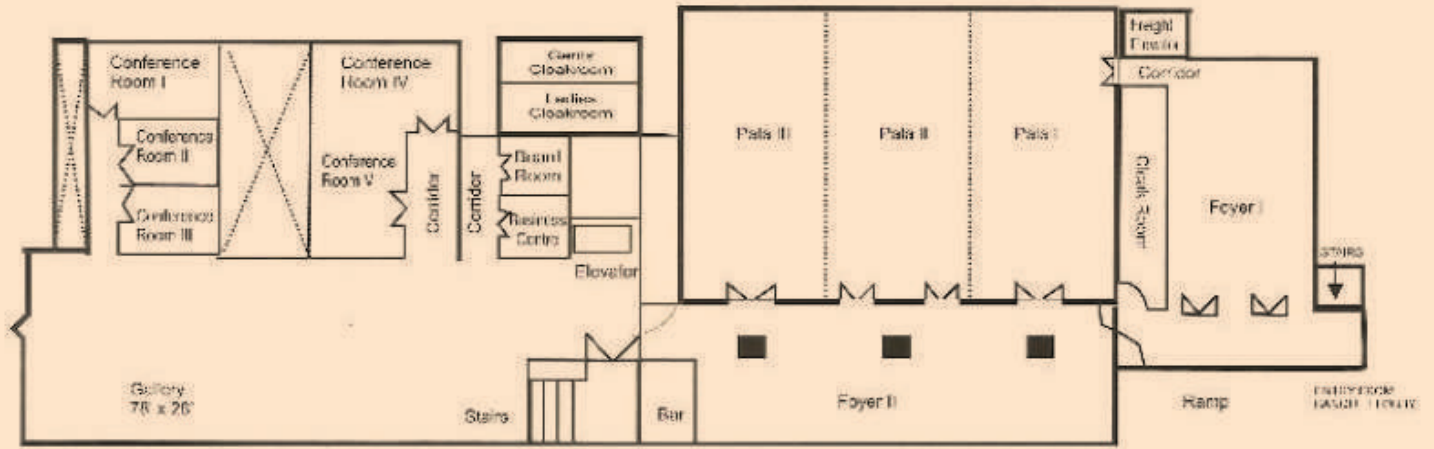 Conference
Room I
Conference
Room II
Conference
Room III
Conference
Room IV
Conference
Room V
Corridor
Corridor
Gents
Cloakroom
Ladies
Cloakroom
Board
Room
Business
Centre
Elevator
Gallery
78' x 26'
Stairs
Bar
Pala III
Pala II
Pala I
Foyer II
Freight
Elevator
Corridor
Cloak Room
Foyer I
STAIRS
Ramp